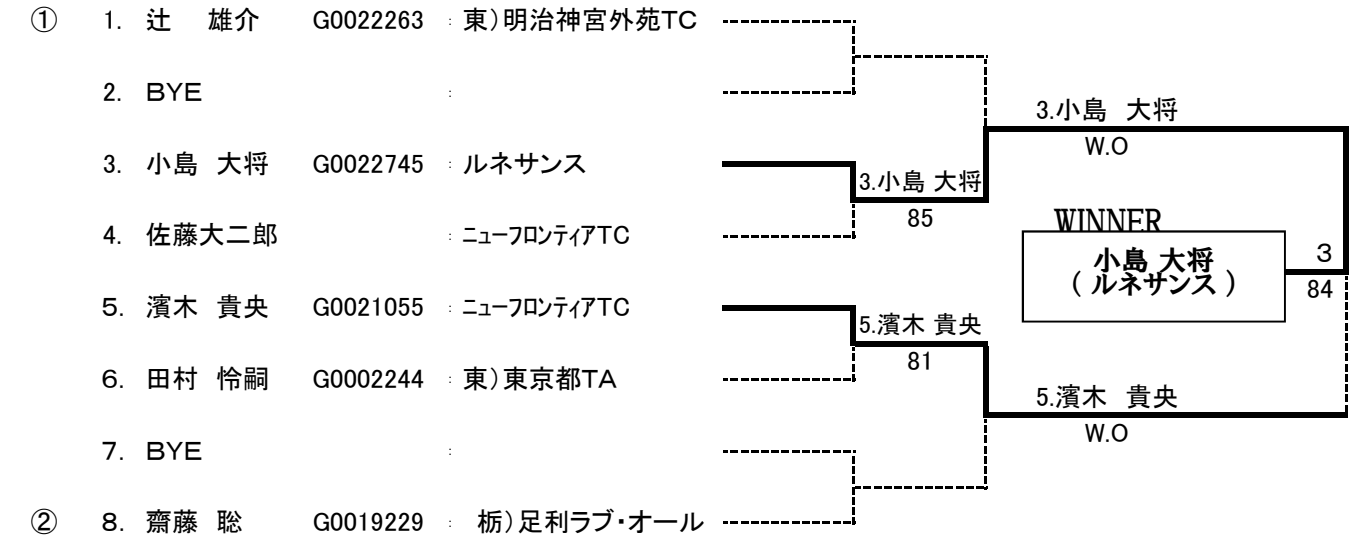 ① 1. 辻 雄介 G0022263 : 東)明治神宮外苑TC
2. BYE :
3.小島 大将
W.O
3. 小島 大将 G0022745 : ルネサンス
3.小島 大将
85
4. 佐藤大二郎 : ニューフロンティアTC
WINNER
小島 大将
( ルネサンス )
3
84
5. 濱木 貴央 G0021055 : ニューフロンティアTC
5.濱木 貴央
81
6. 田村 怜嗣 G0002244 : 東)東京都TA
5.濱木 貴央
W.O
7. BYE :
② 8. 齋藤 聡 G0019229 : 栃)足利ラブ・オール